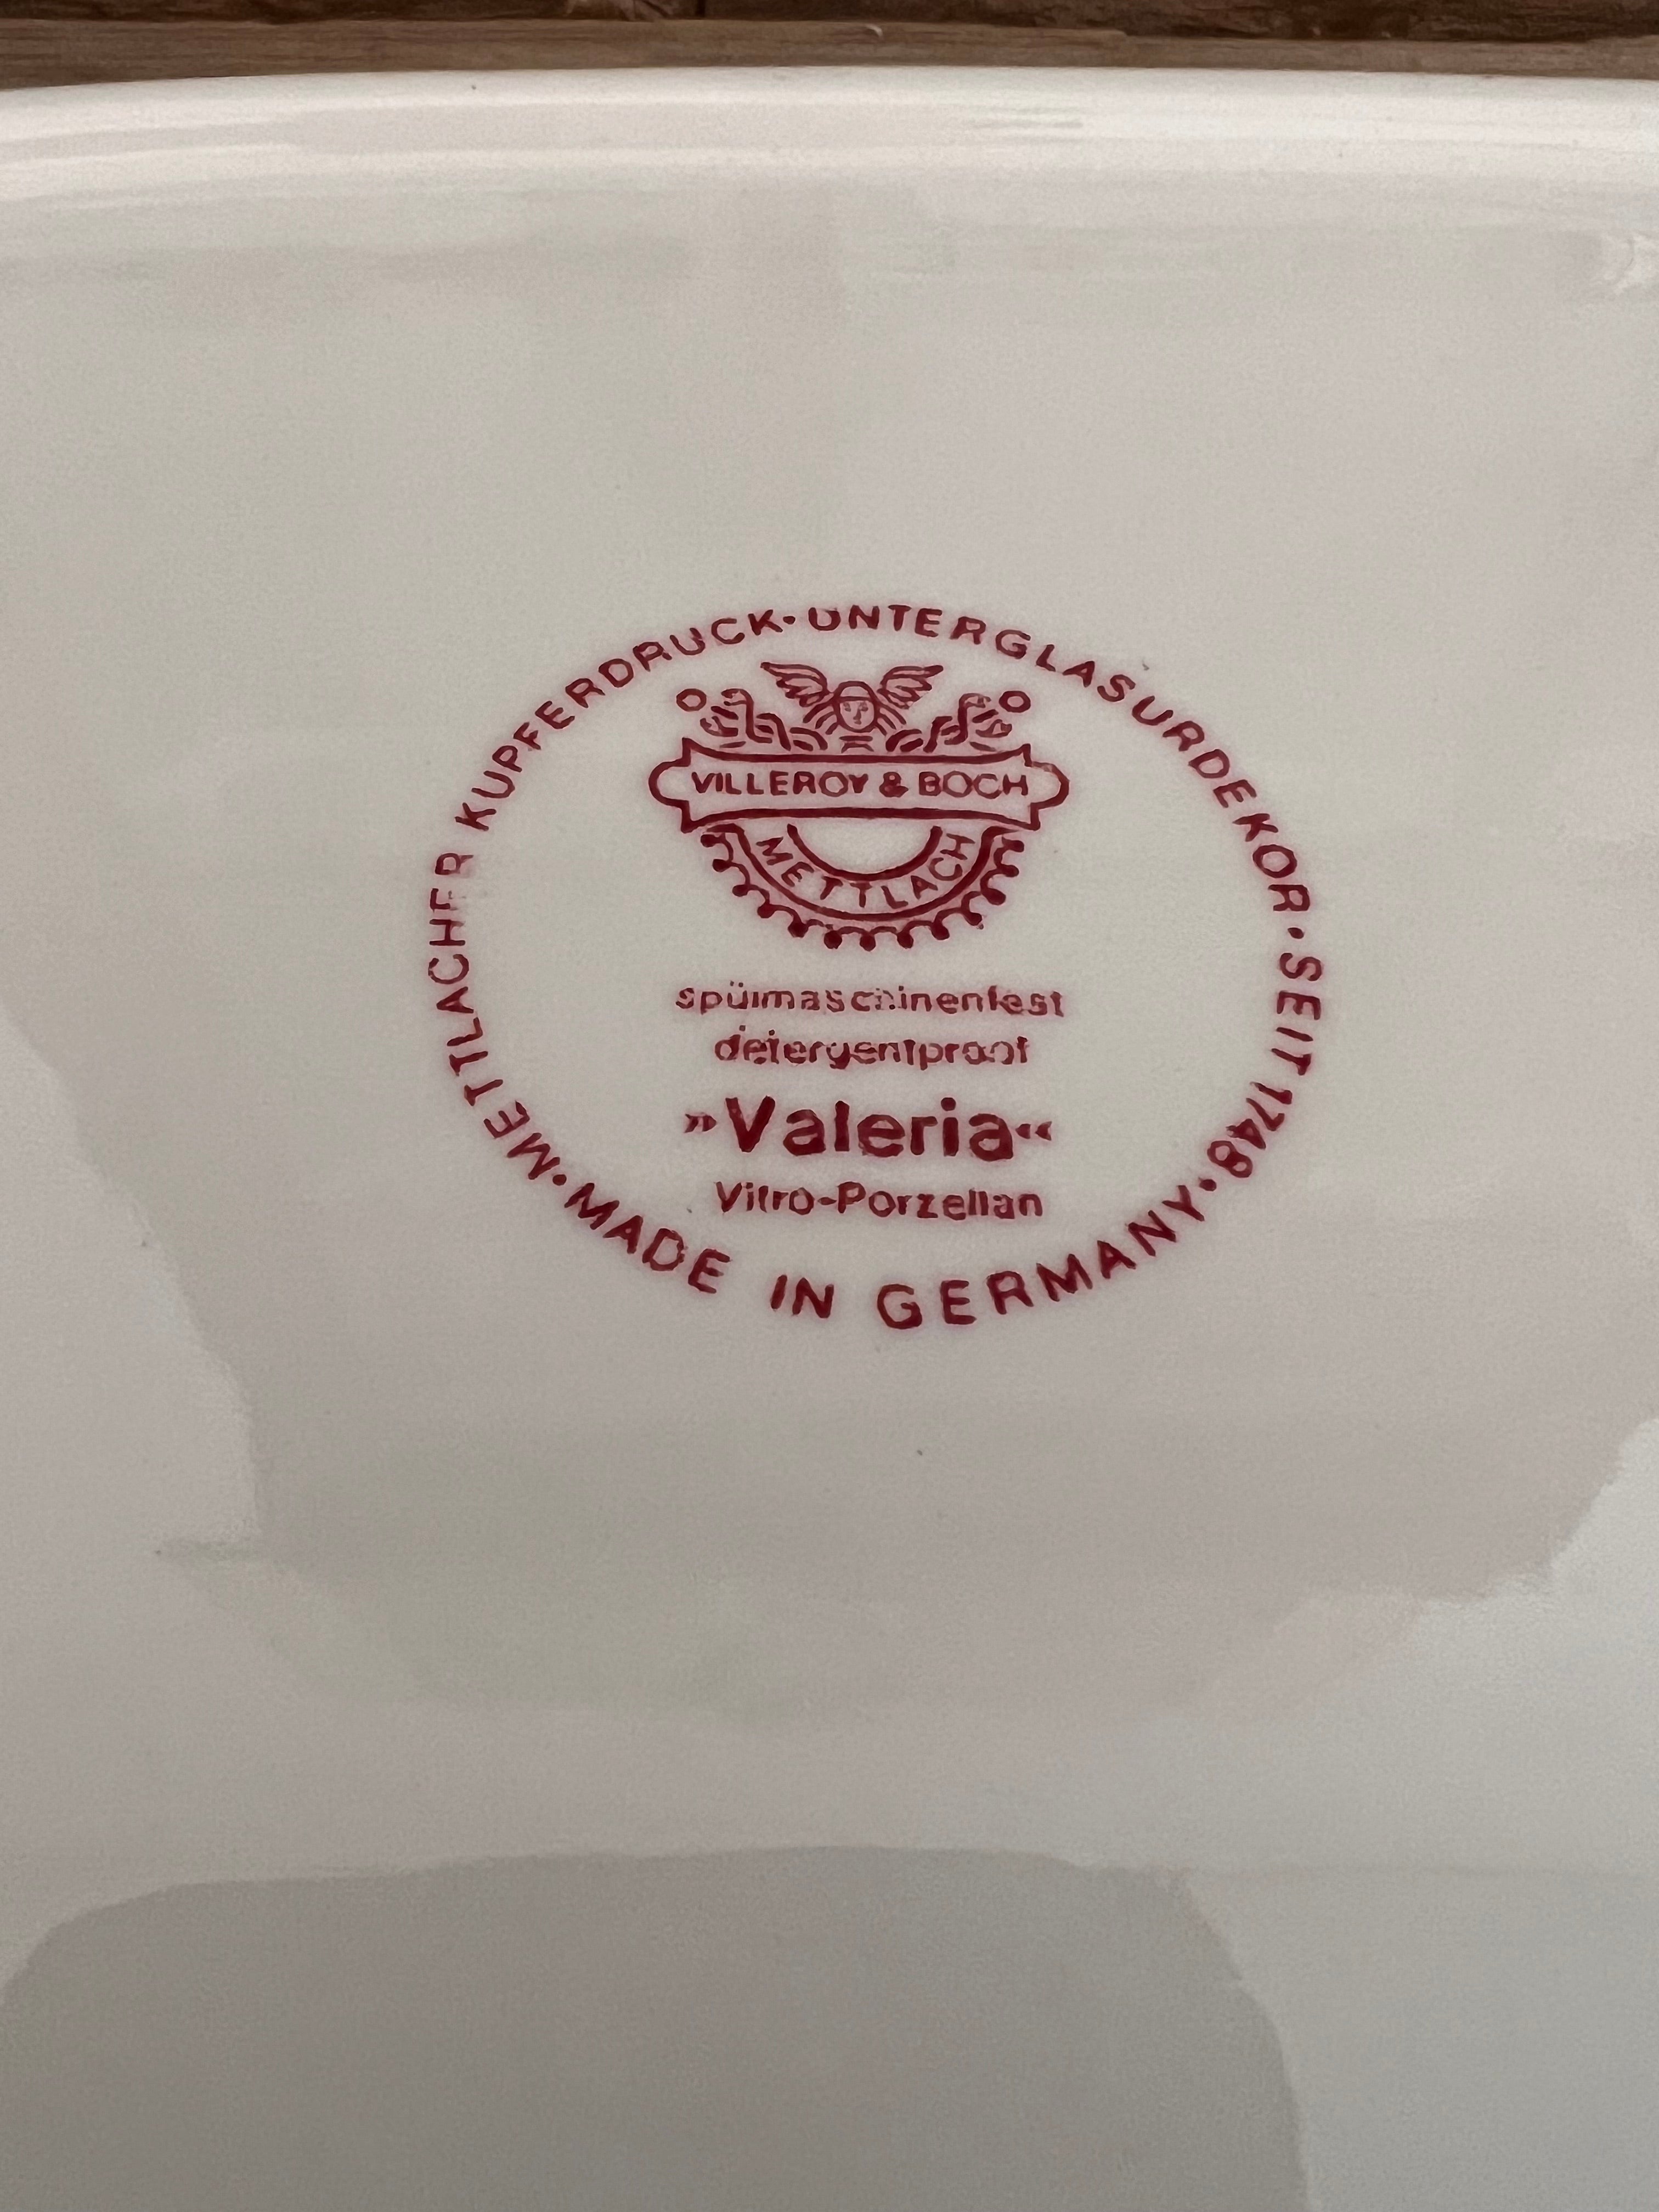 METTLACHER KUPFERDRUCK·UNTERGLASURDEKOR·SEIT 1748·
VILLEROY & BOCH
METTLACH
spülmaschinenfest
detergentproof
»Valeria«
Vitro-Porzellan
MADE IN GERMANY